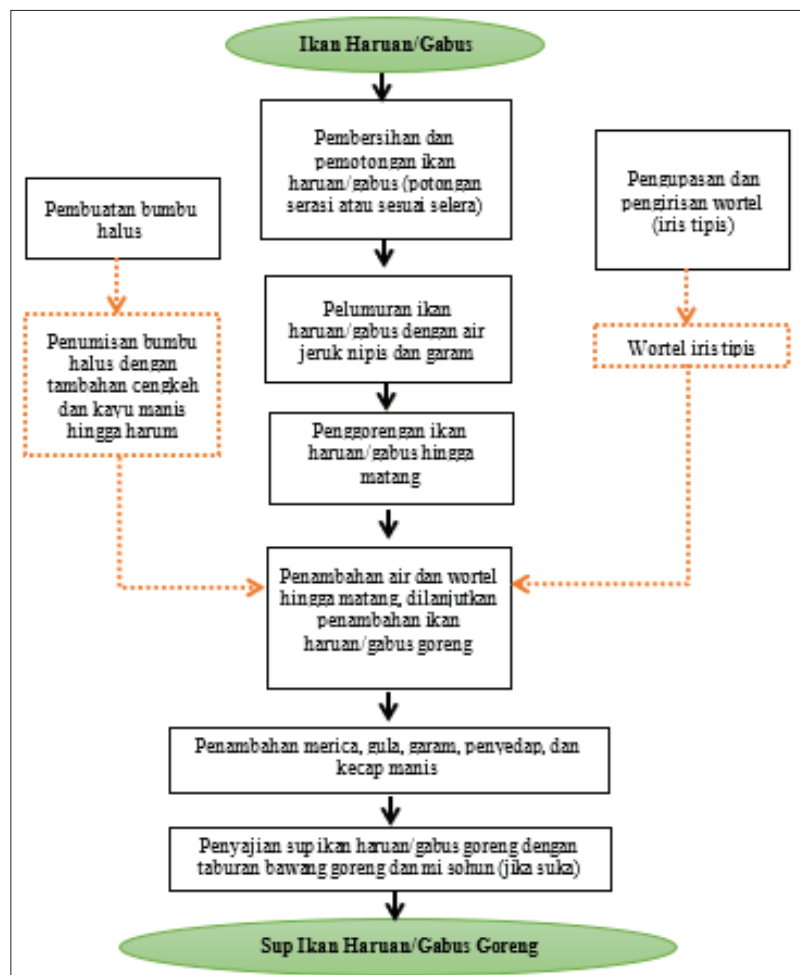 Ikan Haruan/Gabus
Pembersihan dan
pemotongan ikan
haruan/gabus (potongan
serasi atau sesuai selera)
Pengupasan dan
pengirisan wortel
(iris tipis)
Pembuatan bumbu
halus
Pelumuran ikan
haruan/gabus dengan air
jeruk nipis dan garam
Penumisan bumbu
halus dengan
tambahan cengkeh
dan kayu manis
hingga harum
Wortel iris tipis
Penggorengan ikan
haruan/gabus hingga
matang
Penambahan air dan wortel
hingga matang, dilanjutkan
penambahan ikan
haruan/gabus goreng
Penambahan merica, gula, garam, penyedap, dan
kecap manis
Penyajian sup ikan haruan/gabus goreng dengan
taburan bawang goreng dan mi sohun (jika suka)
Sup Ikan Haruan/Gabus Goreng